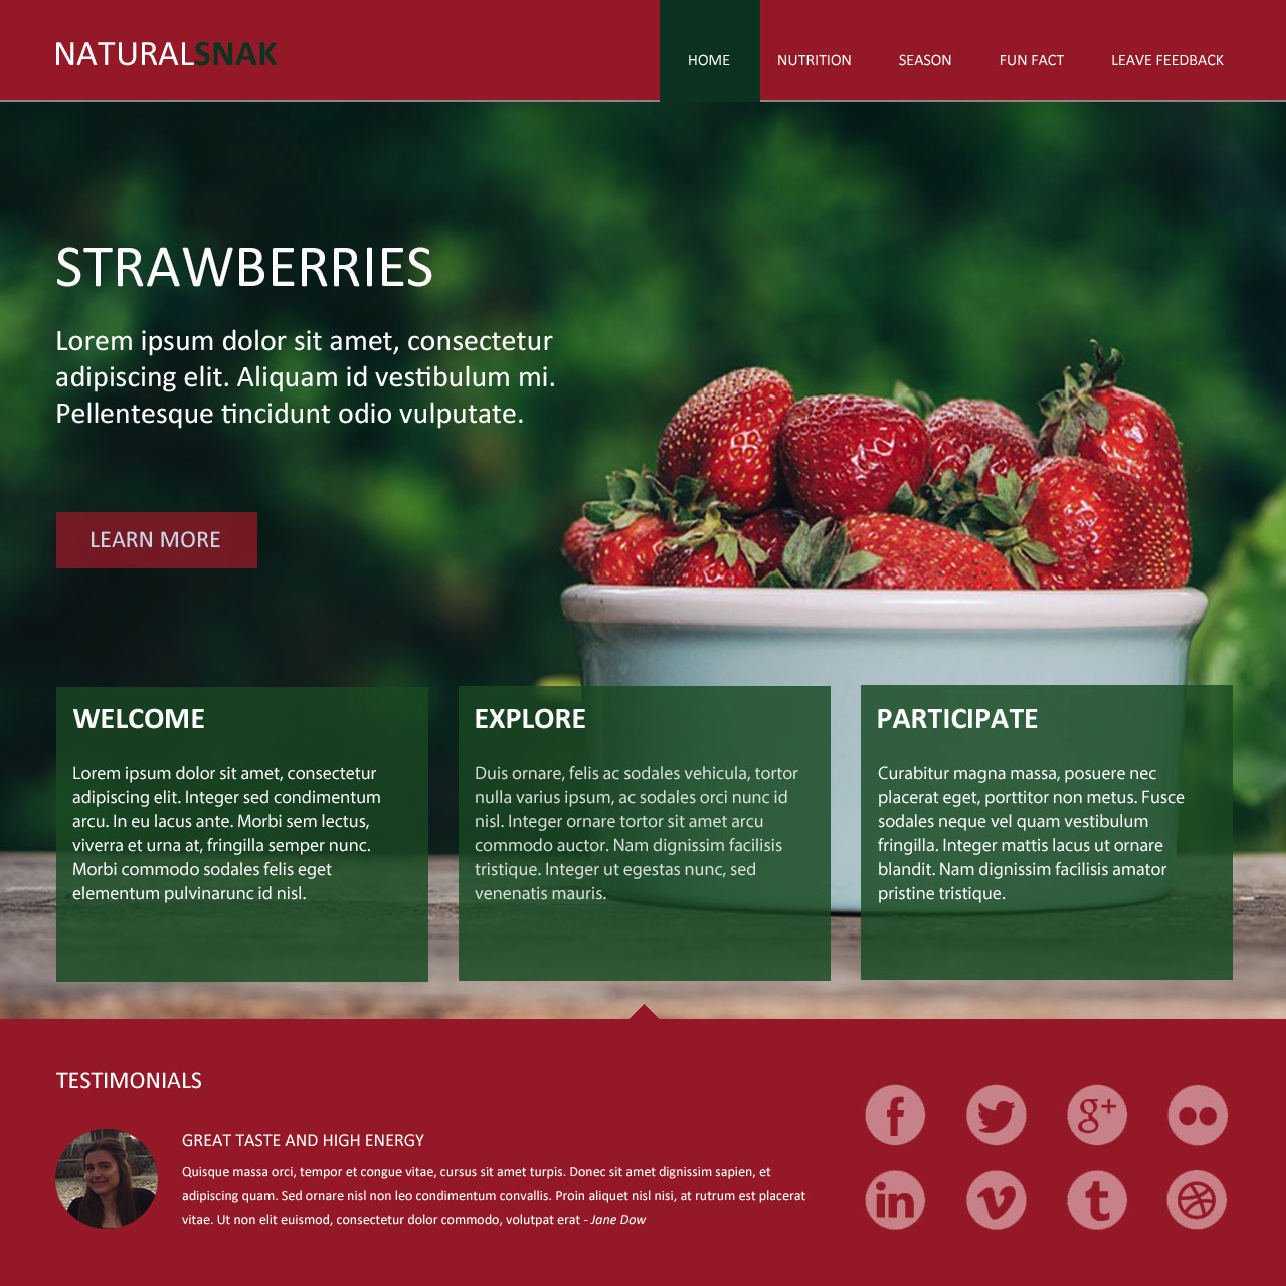 NATURALSNAK
HOME NUTRITION SEASON FUN FACT LEAVE FEEDBACK
STRAWBERRIES
Lorem ipsum dolor sit amet, consectetur
adipiscing elit. Aliquam id vestibulum mi.
Pellentesque tincidunt odio vulputate.
LEARN MORE
WELCOME
Lorem ipsum dolor sit amet, consectetur
adipiscing elit. Integer sed condimentum
arcu. In eu lacus ante. Morbi sem lectus,
viverra et urna at, fringilla semper nunc.
Morbi commodo sodales felis eget
elementum pulvinarunc id nisl.
EXPLORE
Duis ornare, felis ac sodales vehicula, tortor
nulla varius ipsum, ac sodales orci nunc id
nisl. Integer ornare tortor sit amet arcu
commodo auctor. Nam dignissim facilisis
tristique. Integer ut egestas nunc, sed
venenatis mauris.
PARTICIPATE
Curabitur magna massa, posuere nec
placerat eget, porttitor non metus. Fusce
sodales neque vel quam vestibulum
fringilla. Integer mattis lacus ut ornare
blandit. Nam dignissim facilisis amator
pristine tristique.
TESTIMONIALS
GREAT TASTE AND HIGH ENERGY
Quisque massa orci, tempor et congue vitae, cursus sit amet turpis. Donec sit amet dignissim sapien, et
adipiscing quam. Sed ornare nisl non leo condimentum convallis. Proin aliquet nisl nisi, at rutrum est placerat
vitae. Ut non elit euismod, consectetur dolor commodo, volutpat erat - Jane Dow
f g+
in v t